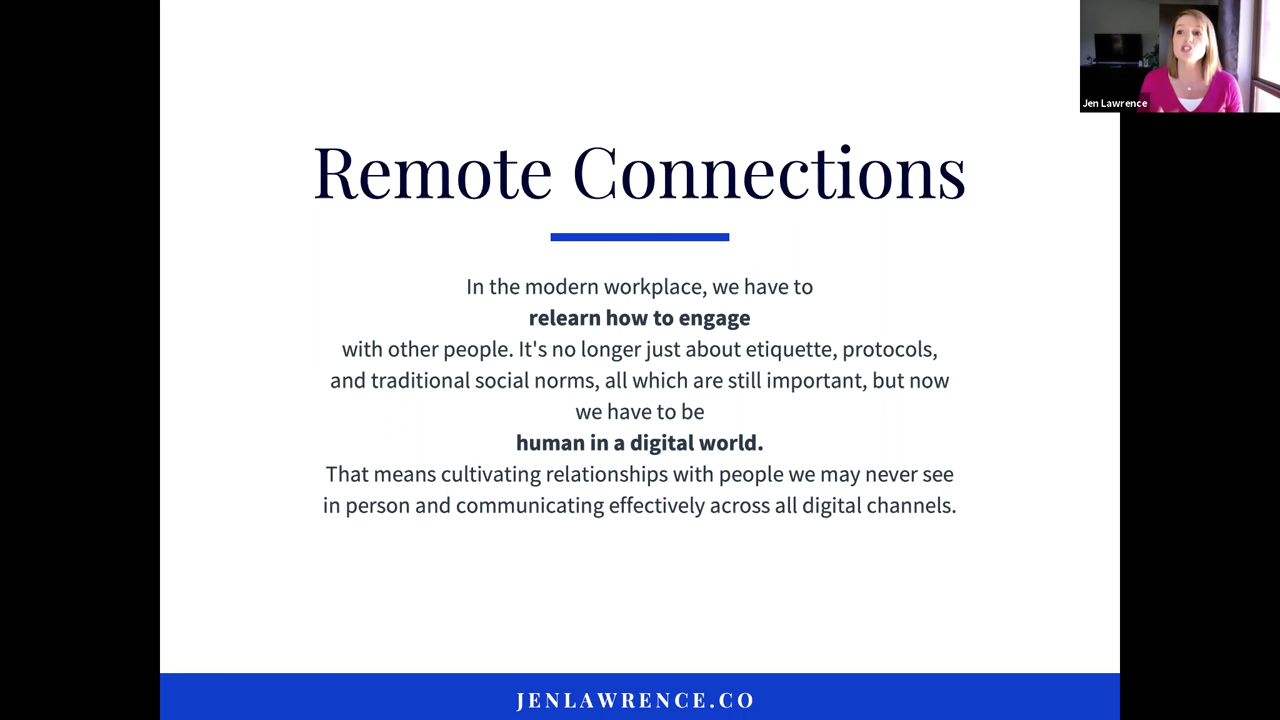 Jen Lawrence
Remote Connections
In the modern workplace, we have to
relearn how to engage
with other people. It's no longer just about etiquette, protocols,
and traditional social norms, all which are still important, but now
we have to be
human in a digital world.
That means cultivating relationships with people we may never see
in person and communicating effectively across all digital channels.
JENLAWRENCE.CO